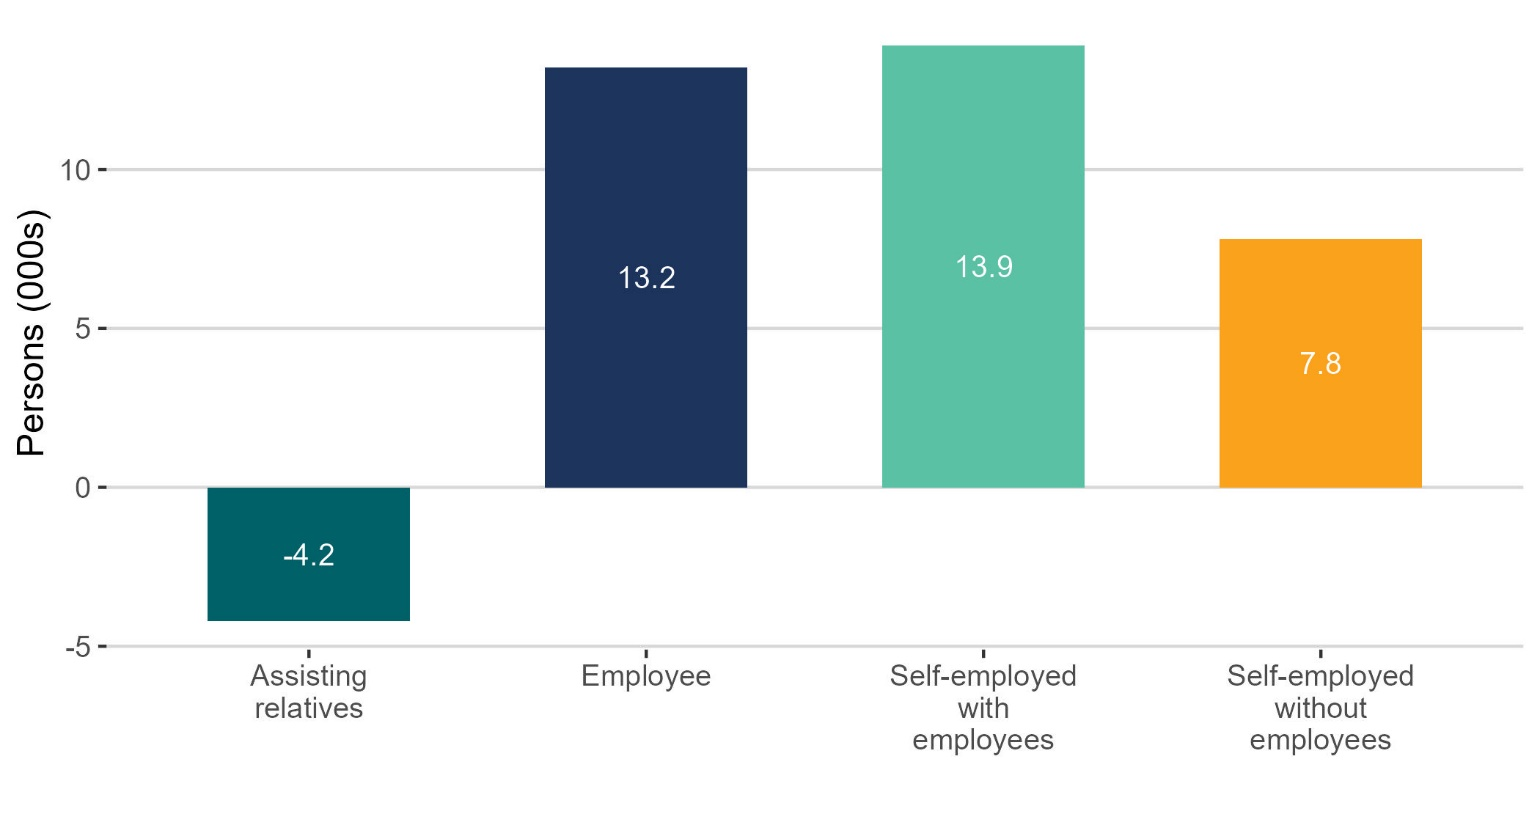 Persons (000s)
10
5
0
-5
-4.2
13.2
13.9
7.8
Assisting
relatives
Employee
Self-employed
with
employees
Self-employed
without
employees